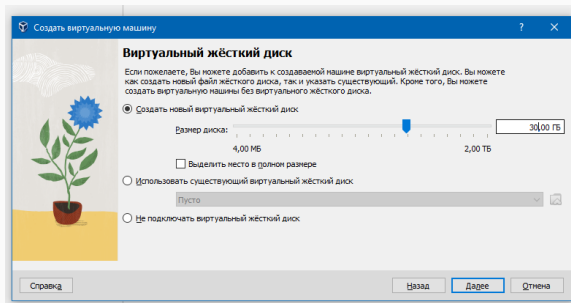 Создать виртуальную машину
? ×
Виртуальный жёсткий диск
Если пожелаете, Вы можете добавить к создаваемой машине виртуальный жёсткий диск. Вы можете
как создать новый файл жёсткого диска, так и указать существующий. Кроме того, Вы можете
создать виртуальную машины без виртуального жёсткого диска.
Создать новый виртуальный жёсткий диск
Размер диска: 30,00 ГБ
4,00 МБ 2,00 ТБ
Выделить место в полном размере
Использовать существующий виртуальный жёсткий диск
Пусто
Не подключать виртуальный жёсткий диск
Справка Назад Далее Отмена